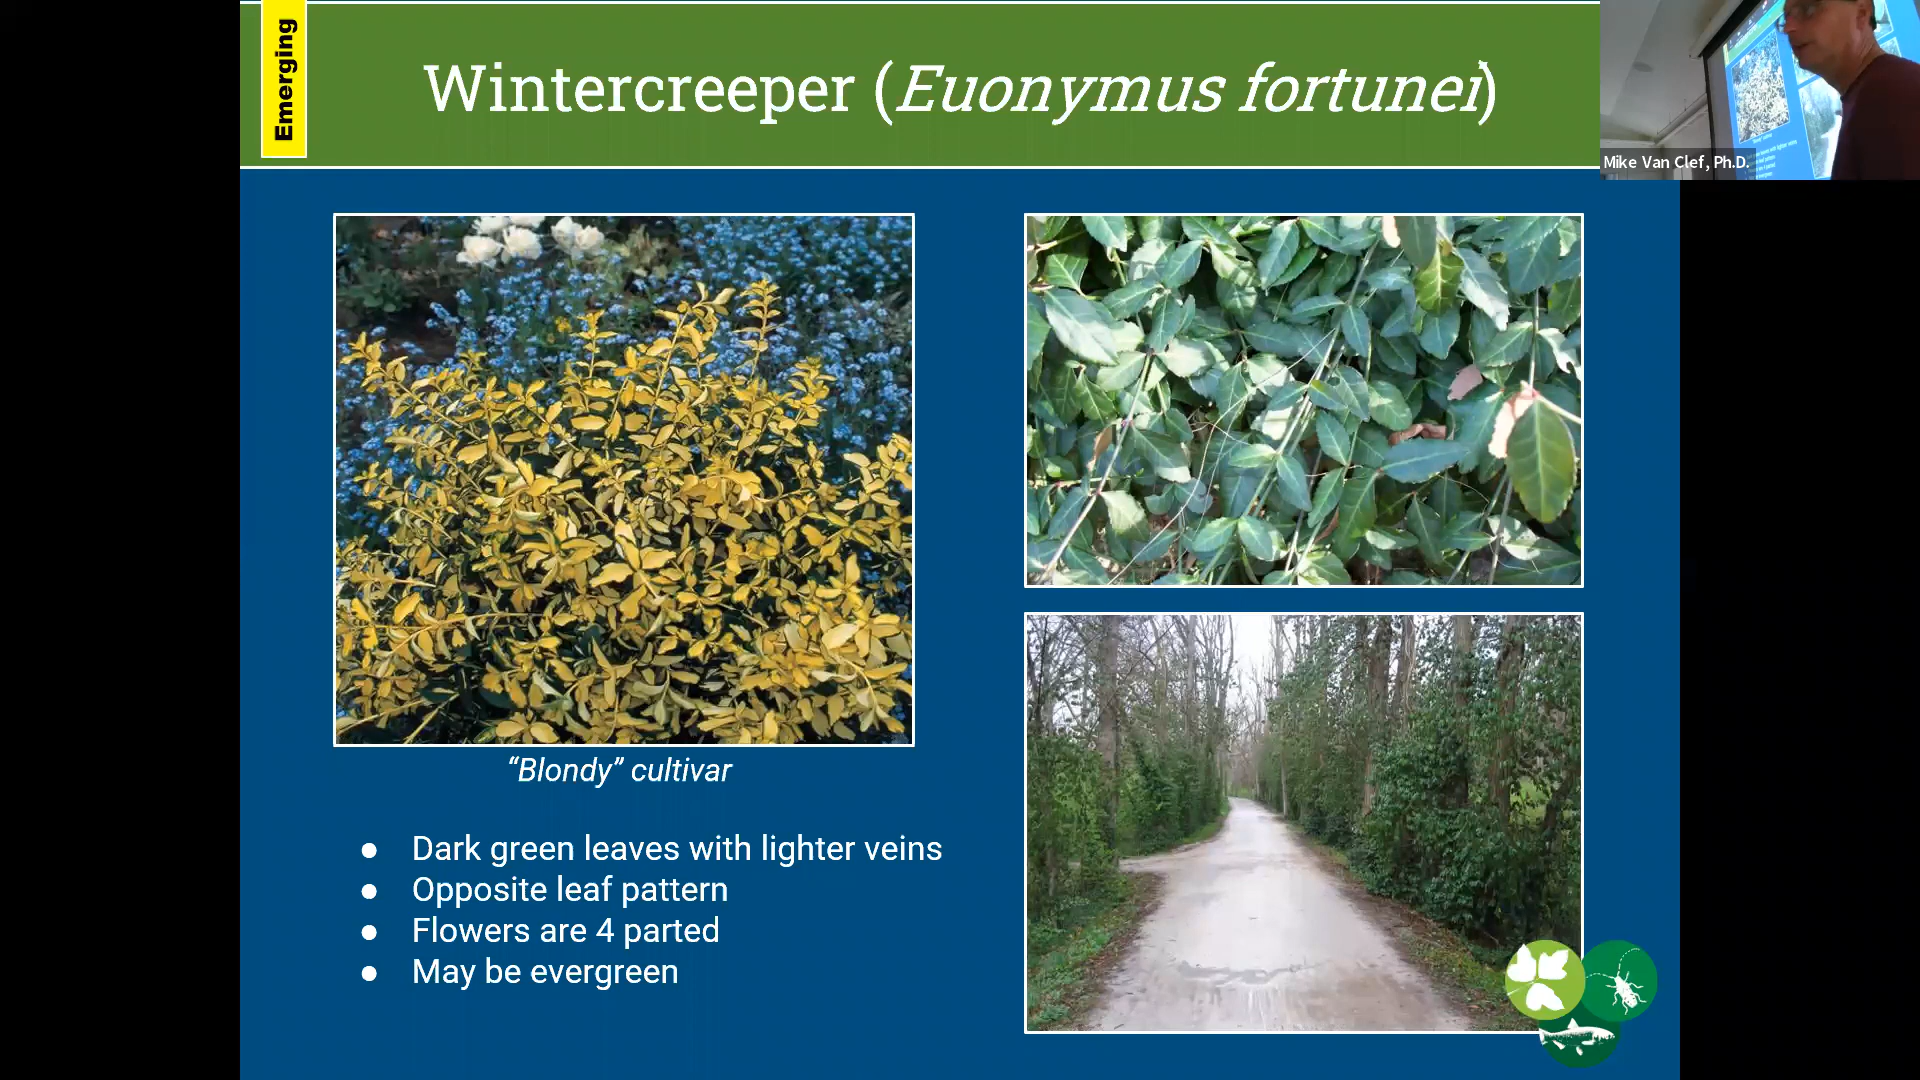 Emerging
Wintercreeper (Euonymus fortunei)
Mike Van Clef, Ph.D.
“Blondy” cultivar
● Dark green leaves with lighter veins
● Opposite leaf pattern
● Flowers are 4 parted
● May be evergreen